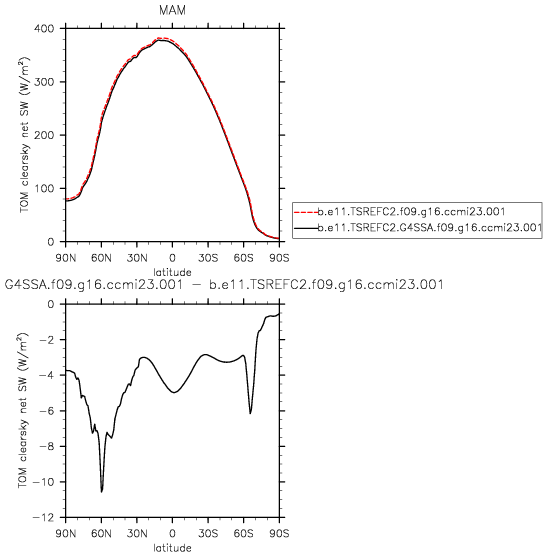 MAM
400
300
200
100
0
TOM clearsky net SW (W/m²)
90N 60N 30N 0 30S 60S 90S
latitude
b.e11.TSREFC2.f09.g16.ccmi23.001
b.e11.TSREFC2.G4SSA.f09.g16.ccmi23.001
G4SSA.f09.g16.ccmi23.001 − b.e11.TSREFC2.f09.g16.ccmi23.001
0
−2
−4
−6
−8
−10
−12
TOM clearsky net SW (W/m²)
90N 60N 30N 0 30S 60S 90S
latitude